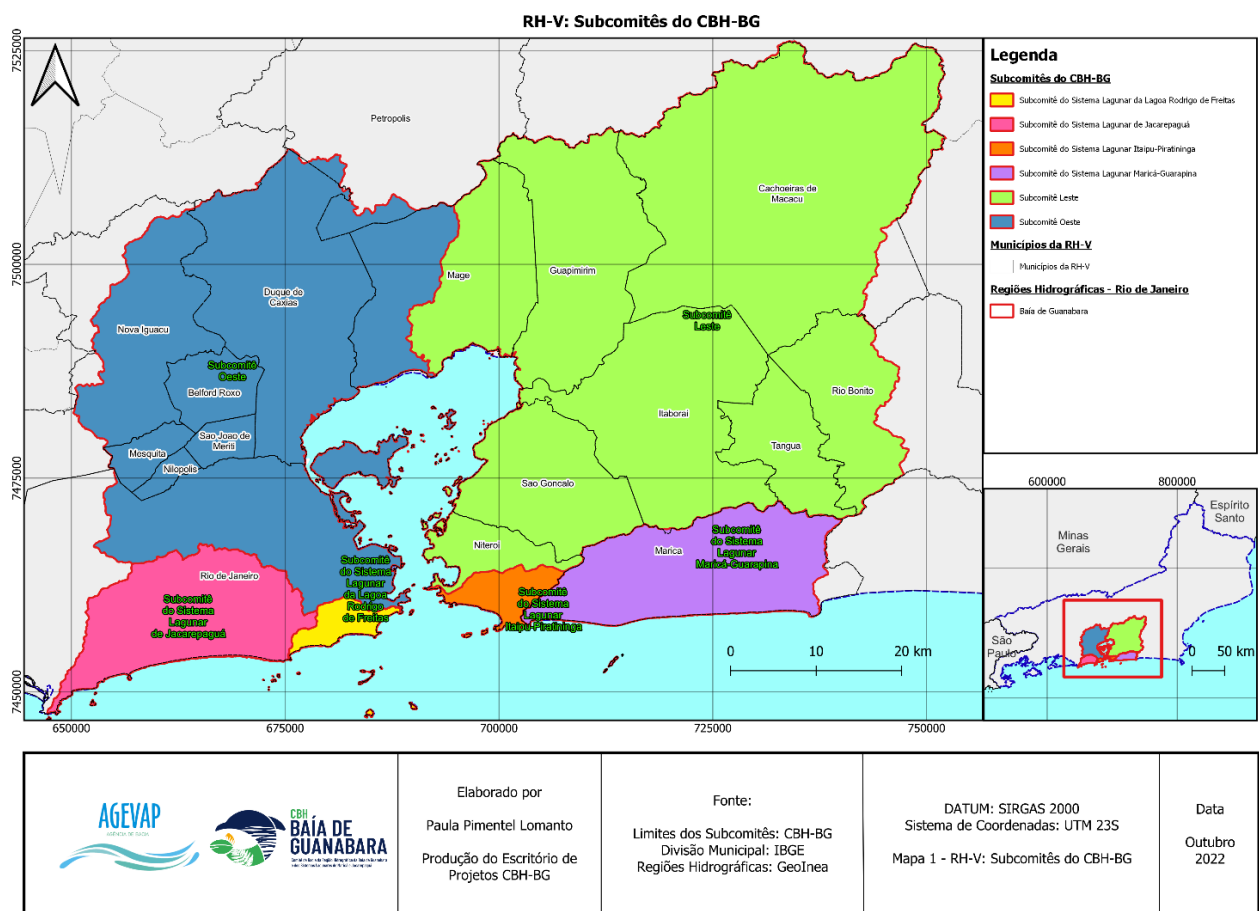 RH-V: Subcomitês do CBH-BG
7525000
7500000
7475000
7450000
650000
675000
700000
725000
750000
Petropolis
Cachoeiras de
Macacu
Mage
Guapimirim
Duque de
Caxias
Nova Iguacu
Subcomitê
Leste
Subcomitê
Oeste
Belford Roxo
Rio Bonito
Itaborai
Sao Joao de
Meriti
Mesquita
Nilopolis
Tangua
Sao Goncalo
Niteroi
Marica
Subcomitê
do Sistema
Lagunar
Maricá-Guarapina
Rio de Janeiro
Subcomitê
do Sistema
Lagunar
da Lagoa
Rodrigo
de Freitas
Subcomitê
do Sistema
Lagunar
de Jacarepaguá
Subcomitê
do Sistema
Lagunar
Itaipu-Piratininga
0 10 20 km
Legenda
Subcomitês do CBH-BG
Subcomitê do Sistema Lagunar da Lagoa Rodrigo de Freitas
Subcomitê do Sistema Lagunar de Jacarepaguá
Subcomitê do Sistema Lagunar Itaipu-Piratininga
Subcomitê do Sistema Lagunar Maricá-Guarapina
Subcomitê Leste
Subcomitê Oeste
Municípios da RH-V
Municípios da RH-V
Regiões Hidrográficas - Rio de Janeiro
Baía de Guanabara
600000 800000
Espírito
Santo
Minas
Gerais
São
Paulo
0 50 km
AGEVAP
AGÊNCIA DE BACIA
CBH
BAÍA DE
GUANABARA
Elaborado por
Paula Pimentel Lomanto
Produção do Escritório de
Projetos CBH-BG
Fonte:
Limites dos Subcomitês: CBH-BG
Divisão Municipal: IBGE
Regiões Hidrográficas: GeoInea
DATUM: SIRGAS 2000
Sistema de Coordenadas: UTM 23S
Mapa 1 - RH-V: Subcomitês do CBH-BG
Data
Outubro
2022